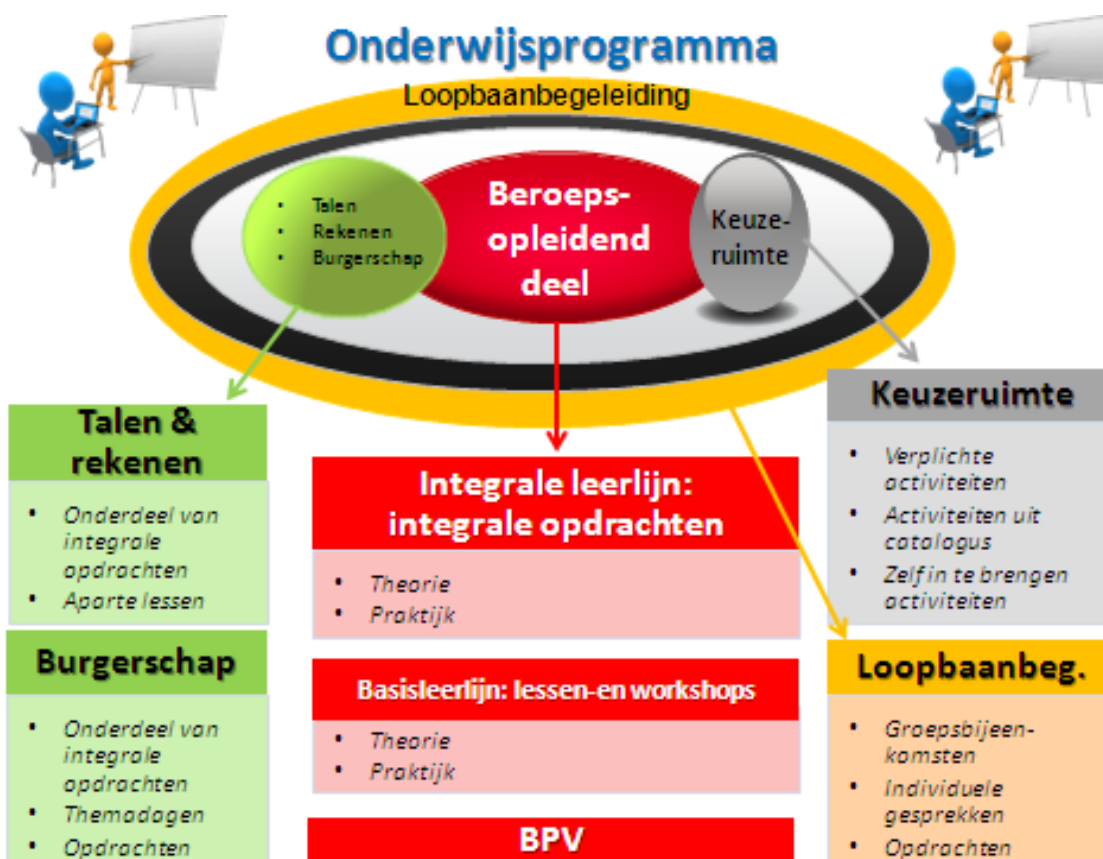 Onderwijsprogramma
Loopbaanbegeleiding
• Talen
• Rekenen
• Burgerschap
Beroeps-
opleidend
deel
Keuze-
ruimte
Talen &
rekenen
• Onderdeel van
integrale
opdrachten
• Aparte lessen
Burgerschap
• Onderdeel van
integrale
opdrachten
• Themadagen
• Opdrachten
Integrale leerlijn:
integrale opdrachten
• Theorie
• Praktijk
Basisleerlijn: lessen-en workshops
• Theorie
• Praktijk
BPV
Keuzeruimte
• Verplichte
activiteiten
• Activiteiten uit
catalogus
• Zelf in te brengen
activiteiten
Loopbaanbeg.
• Groepsbijeen-
komsten
• Individuele
gesprekken
• Opdrachten